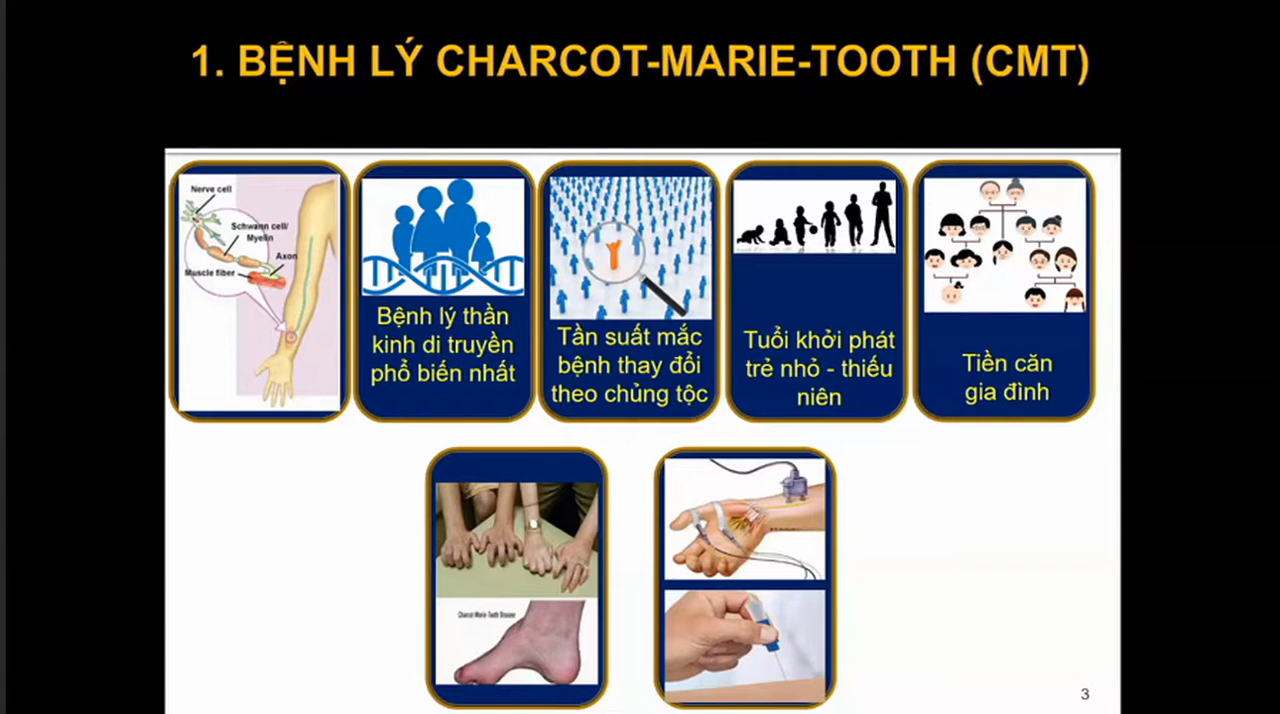 1. BỆNH LÝ CHARCOT-MARIE-TOOTH (CMT)
Nerve cell
Schwann cell/
Myelin
Axon
Muscle fiber
Bệnh lý thần
kinh di truyền
phổ biến nhất
Tần suất mắc
bệnh thay đổi
theo chủng tộc
Tuổi khởi phát
trẻ nhỏ - thiếu
niên
Tiền căn
gia đình
Charcot-Marie-Tooth Disease
3